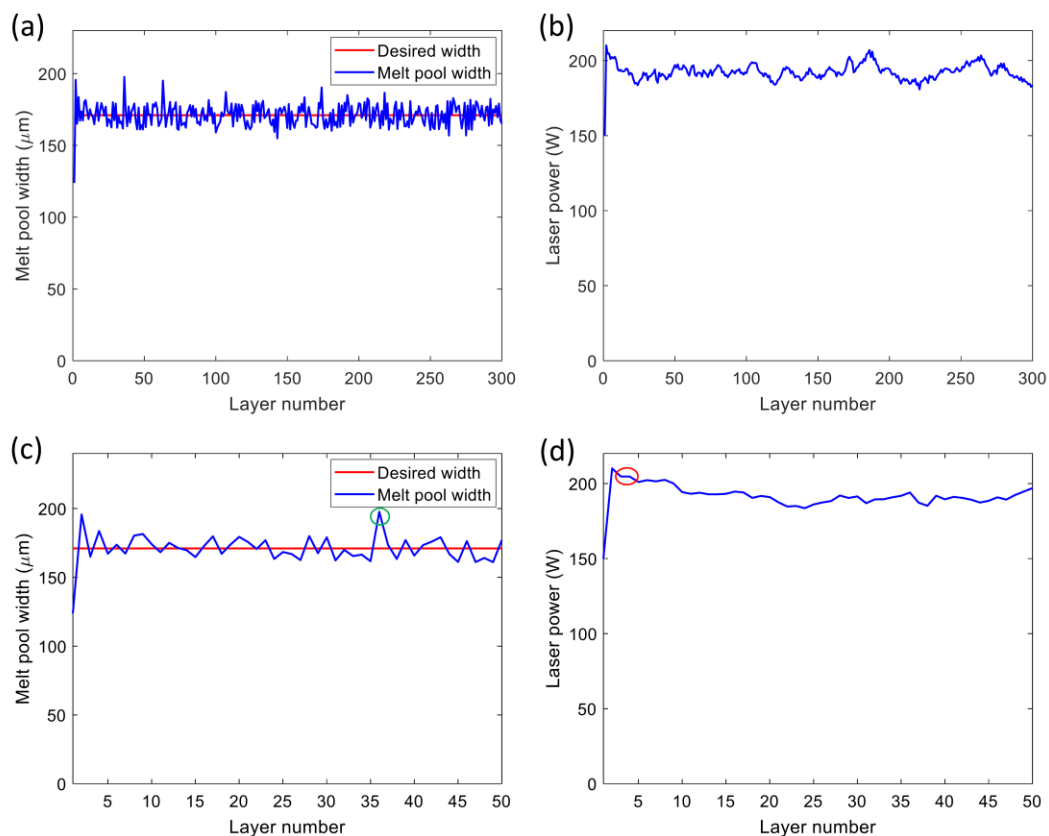 (a)
Desired width
Melt pool width
200
150
100
50
0
Melt pool width (μm)
0 50 100 150 200 250 300
Layer number
(b)
200
150
100
50
0
Laser power (W)
0 50 100 150 200 250 300
Layer number
(c)
Desired width
Melt pool width
200
150
100
50
0
Melt pool width (μm)
5 10 15 20 25 30 35 40 45 50
Layer number
(d)
200
150
100
50
0
Laser power (W)
5 10 15 20 25 30 35 40 45 50
Layer number